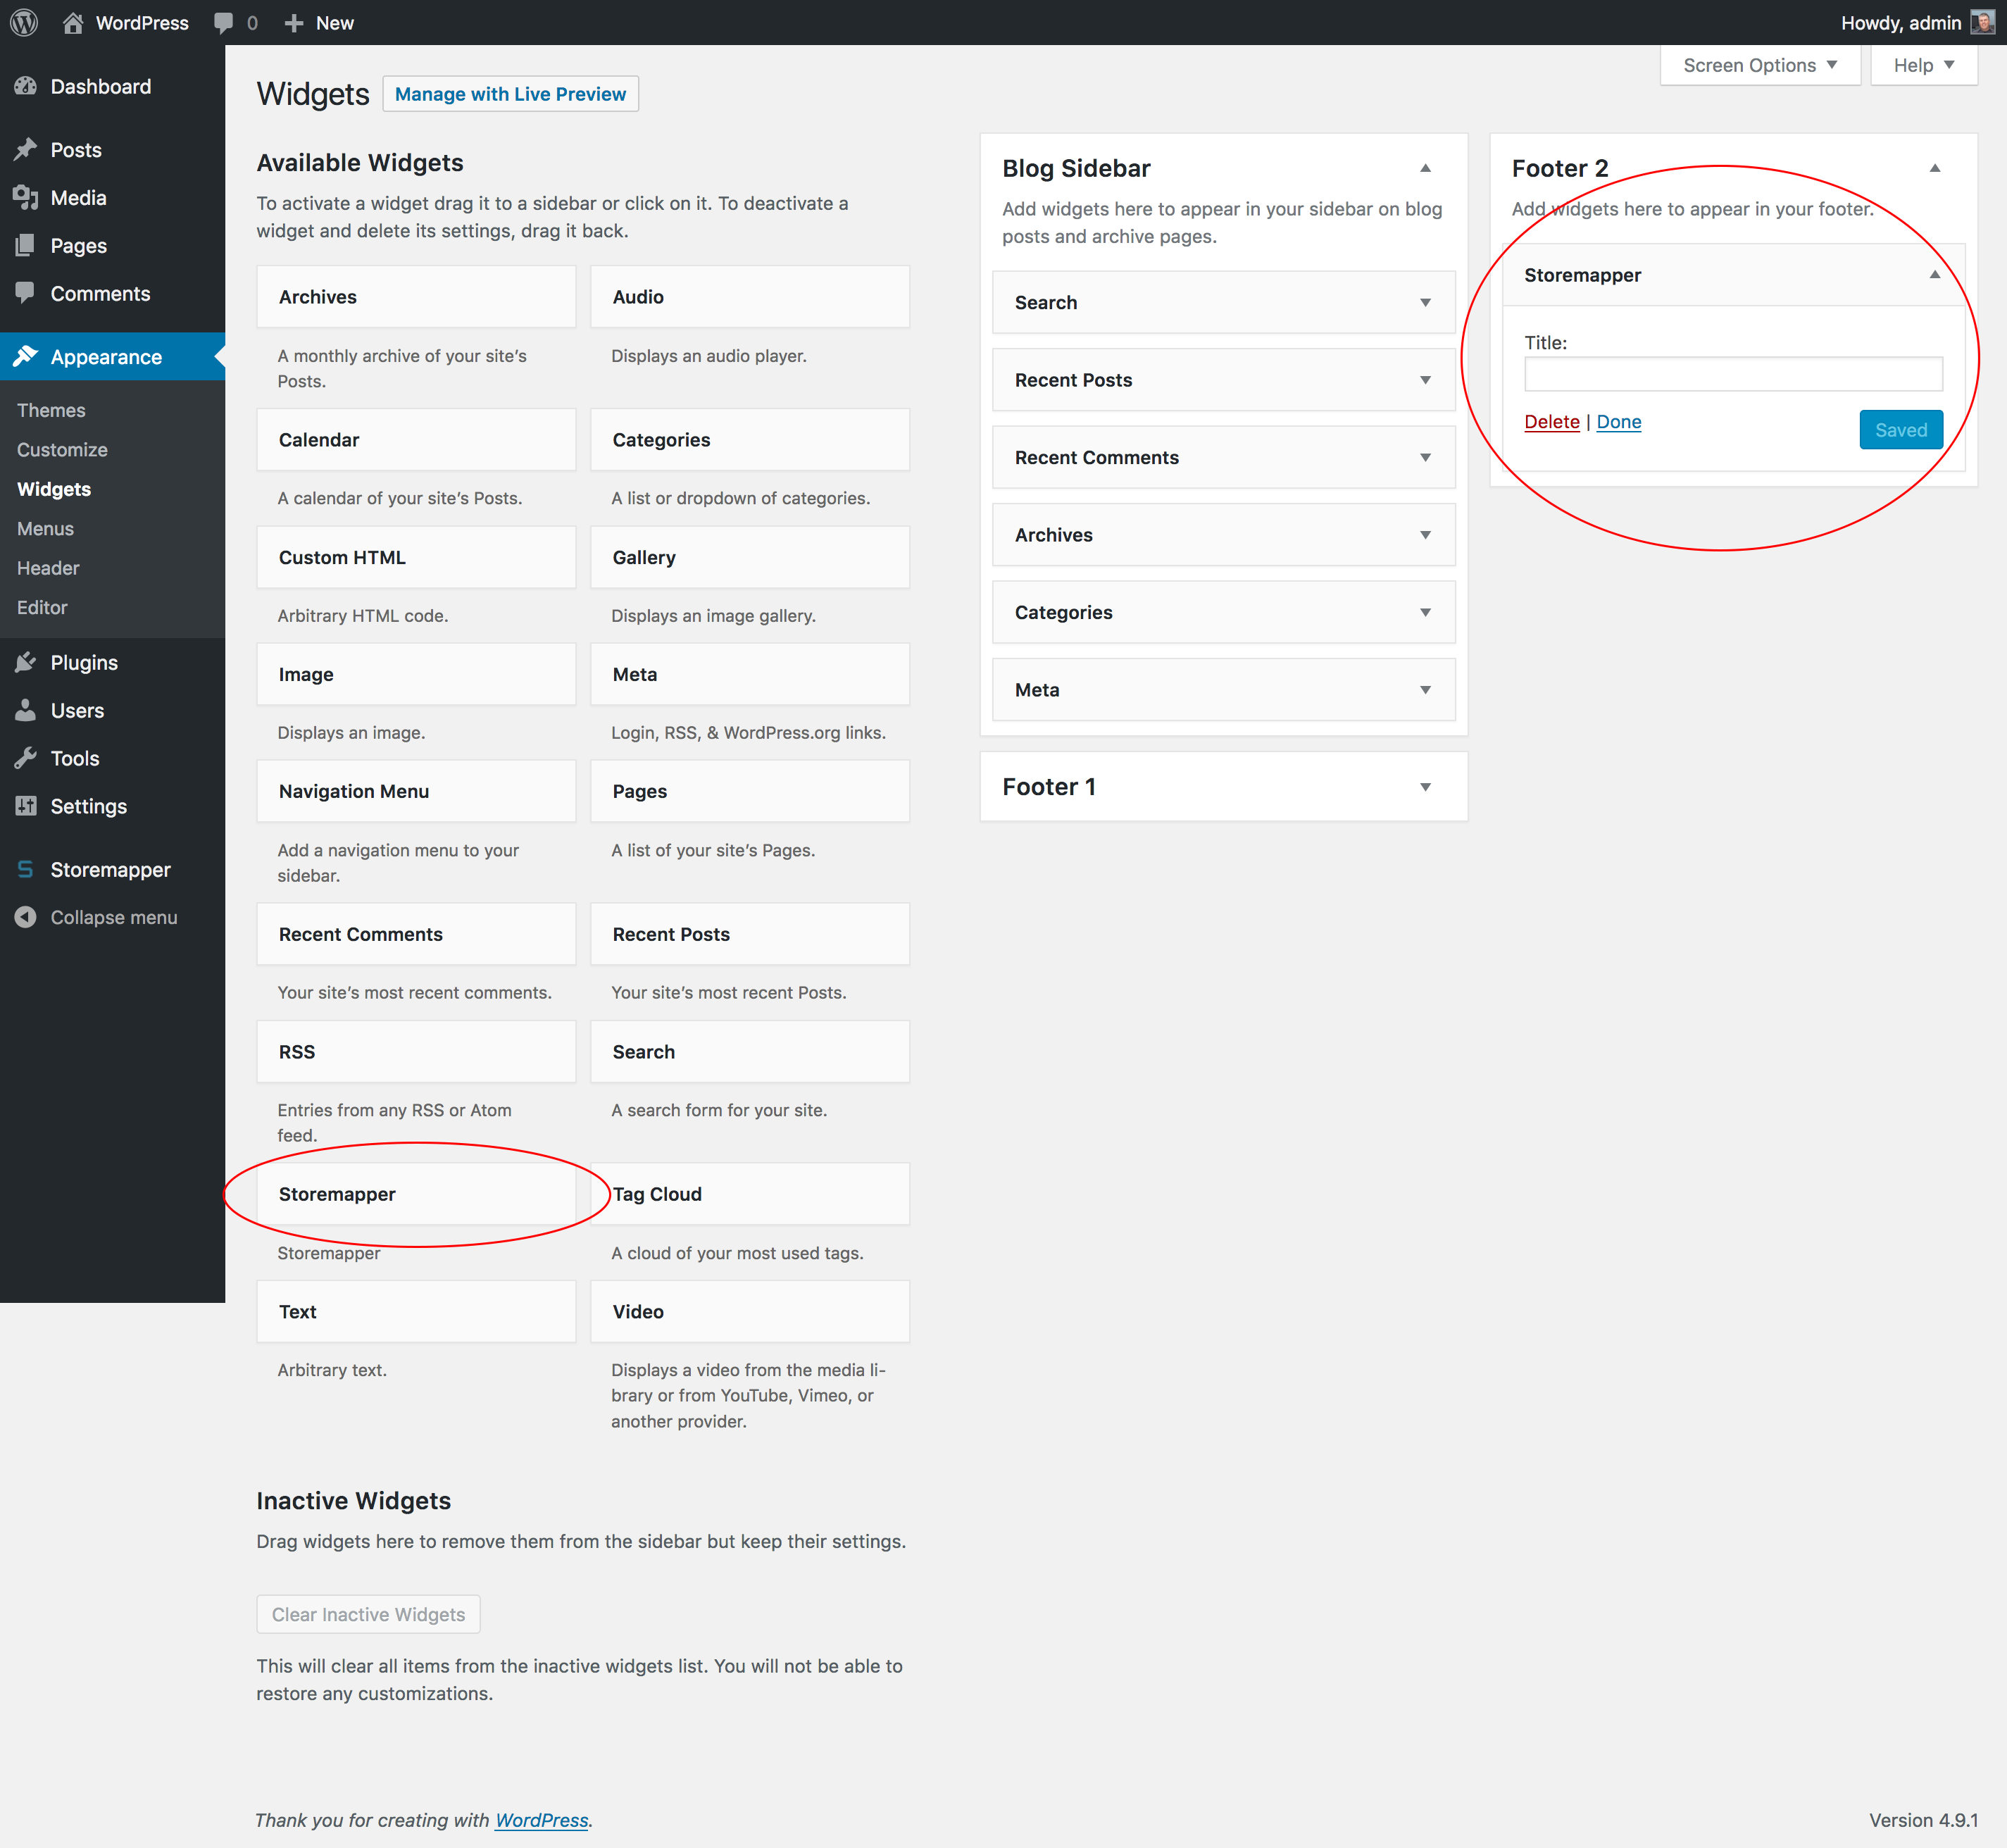 WordPress
0
New
Howdy, admin
Dashboard
Posts
Media
Pages
Comments
Appearance
Themes
Customize
Widgets
Menus
Header
Editor
Plugins
Users
Tools
Settings
Storemapper
Collapse menu
Screen Options
Help
Widgets
Manage with Live Preview
Available Widgets
To activate a widget drag it to a sidebar or click on it. To deactivate a
widget and delete its settings, drag it back.
Archives
A monthly archive of your site’s
Posts.
Audio
Displays an audio player.
Calendar
A calendar of your site’s Posts.
Categories
A list or dropdown of categories.
Custom HTML
Arbitrary HTML code.
Gallery
Displays an image gallery.
Image
Displays an image.
Meta
Login, RSS, & WordPress.org links.
Navigation Menu
Add a navigation menu to your
sidebar.
Pages
A list of your site’s Pages.
Recent Comments
Your site’s most recent comments.
Recent Posts
Your site’s most recent Posts.
RSS
Entries from any RSS or Atom
feed.
Search
A search form for your site.
Storemapper
Storemapper
Tag Cloud
A cloud of your most used tags.
Text
Arbitrary text.
Video
Displays a video from the media li-
brary or from YouTube, Vimeo, or
another provider.
Inactive Widgets
Drag widgets here to remove them from the sidebar but keep their settings.
Clear Inactive Widgets
This will clear all items from the inactive widgets list. You will not be able to
restore any customizations.
Blog Sidebar
Add widgets here to appear in your sidebar on blog
posts and archive pages.
Search
Recent Posts
Recent Comments
Archives
Categories
Meta
Footer 1
Footer 2
Add widgets here to appear in your footer.
Storemapper
Title:
Delete | Done
Saved
Thank you for creating with WordPress.
Version 4.9.1